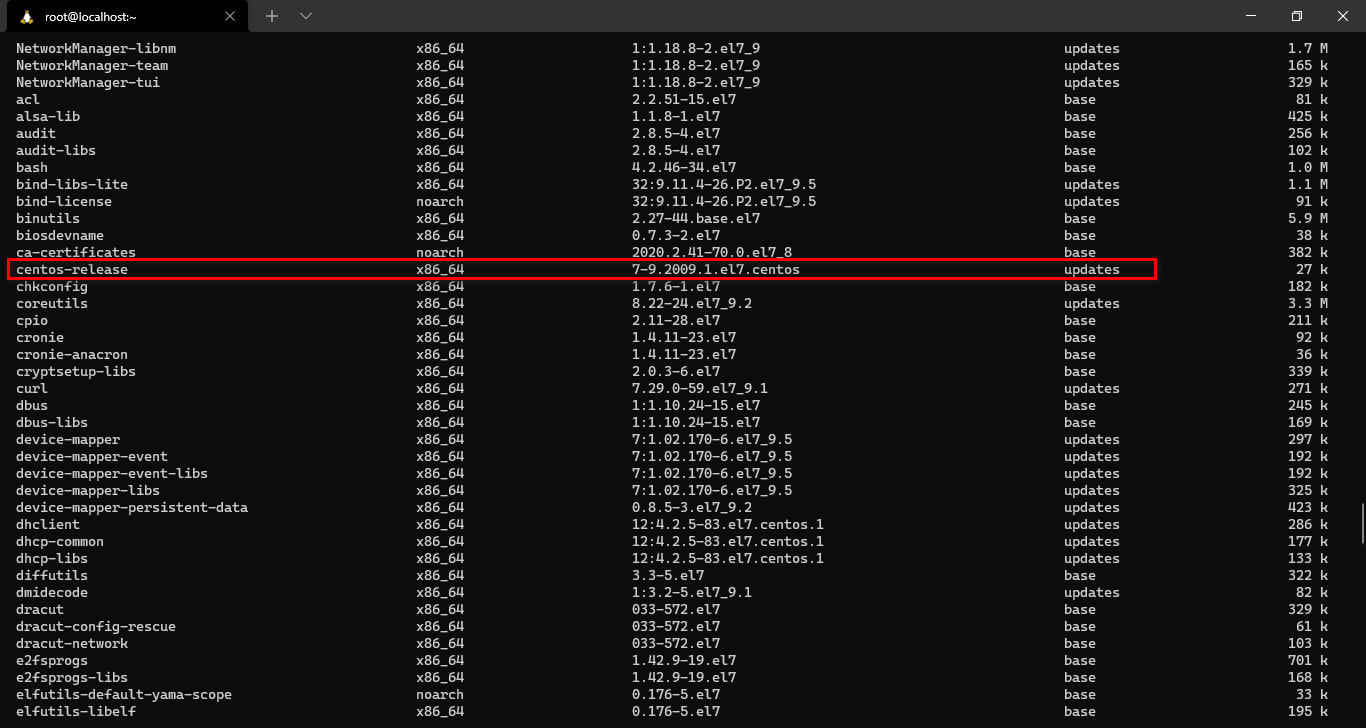 root@localhost:~
NetworkManager-libnm x86_64 1:1.18.8-2.el7_9 updates 1.7 M
NetworkManager-team x86_64 1:1.18.8-2.el7_9 updates 165 k
NetworkManager-tui x86_64 1:1.18.8-2.el7_9 updates 329 k
acl x86_64 2.2.51-15.el7 base 81 k
alsa-lib x86_64 1.1.8-1.el7 base 425 k
audit x86_64 2.8.5-4.el7 base 256 k
audit-libs x86_64 2.8.5-4.el7 base 102 k
bash x86_64 4.2.46-34.el7 base 1.0 M
bind-libs-lite x86_64 32:9.11.4-26.P2.el7_9.5 updates 1.1 M
bind-license noarch 32:9.11.4-26.P2.el7_9.5 updates 91 k
binutils x86_64 2.27-44.base.el7 base 5.9 M
biosdevname x86_64 0.7.3-2.el7 base 38 k
ca-certificates noarch 2020.2.41-70.0.el7_8 base 382 k
centos-release x86_64 7-9.2009.1.el7.centos updates 27 k
chkconfig x86_64 1.7.6-1.el7 base 182 k
coreutils x86_64 8.22-24.el7_9.2 updates 3.3 M
cpio x86_64 2.11-28.el7 base 211 k
cronie x86_64 1.4.11-23.el7 base 92 k
cronie-anacron x86_64 1.4.11-23.el7 base 36 k
cryptsetup-libs x86_64 2.0.3-6.el7 base 339 k
curl x86_64 7.29.0-59.el7_9.1 updates 271 k
dbus x86_64 1:1.10.24-15.el7 base 245 k
dbus-libs x86_64 1:1.10.24-15.el7 base 169 k
device-mapper x86_64 7:1.02.170-6.el7_9.5 updates 297 k
device-mapper-event x86_64 7:1.02.170-6.el7_9.5 updates 192 k
device-mapper-event-libs x86_64 7:1.02.170-6.el7_9.5 updates 192 k
device-mapper-libs x86_64 7:1.02.170-6.el7_9.5 updates 325 k
device-mapper-persistent-data x86_64 0.8.5-3.el7_9.2 updates 423 k
dhclient x86_64 12:4.2.5-83.el7.centos.1 updates 286 k
dhcp-common x86_64 12:4.2.5-83.el7.centos.1 updates 177 k
dhcp-libs x86_64 12:4.2.5-83.el7.centos.1 updates 133 k
diffutils x86_64 3.3-5.el7 base 322 k
dmidecode x86_64 1:3.2-5.el7_9.1 updates 82 k
dracut x86_64 033-572.el7 base 329 k
dracut-config-rescue x86_64 033-572.el7 base 61 k
dracut-network x86_64 033-572.el7 base 103 k
e2fsprogs x86_64 1.42.9-19.el7 base 701 k
e2fsprogs-libs x86_64 1.42.9-19.el7 base 168 k
elfutils-default-yama-scope noarch 0.176-5.el7 base 33 k
elfutils-libelf x86_64 0.176-5.el7 base 195 k